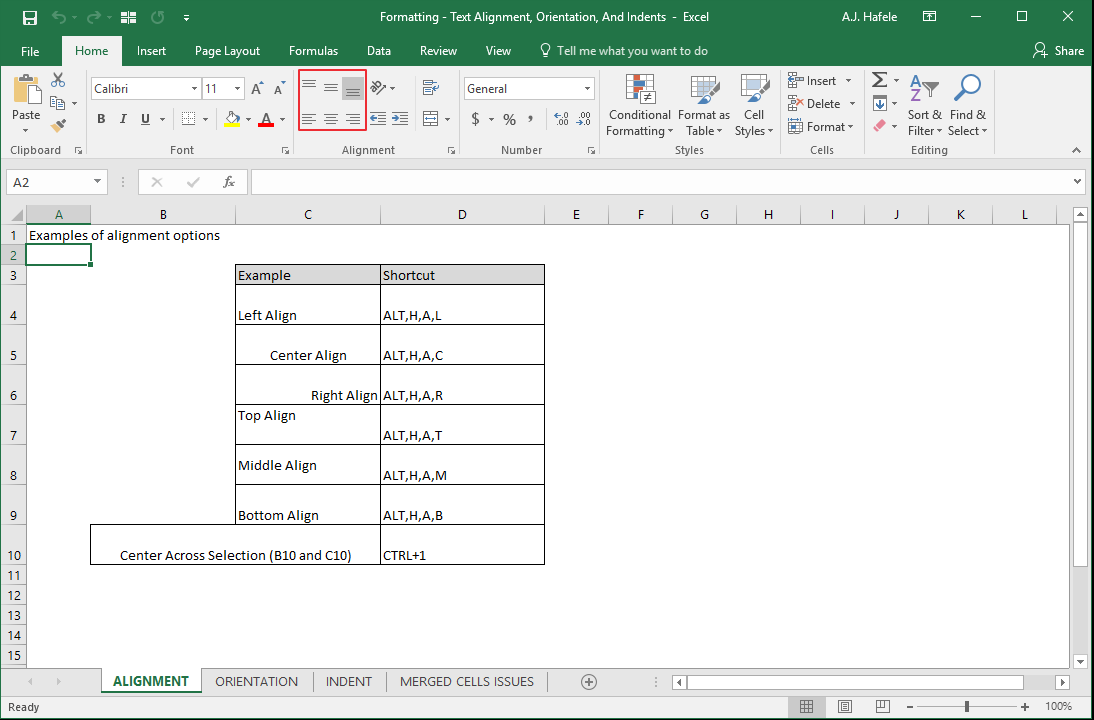 Formatting - Text Alignment, Orientation, And Indents - Excel
A.J. Hafele
File Home Insert Page Layout Formulas Data Review View Tell me what you want to do Share
Paste
Calibri 11
B I U A
General
$ % ,
Conditional Formatting
Format as Table
Cell Styles
Insert
Delete
Format
Sort & Filter
Find & Select
Clipboard Font Alignment Number Styles Cells Editing
A2 fx
A B C D E F G H I J K L
1 Examples of alignment options
2
3 Example Shortcut
4 Left Align ALT,H,A,L
5 Center Align ALT,H,A,C
6 Right Align ALT,H,A,R
7 Top Align ALT,H,A,T
8 Middle Align ALT,H,A,M
9 Bottom Align ALT,H,A,B
10 Center Across Selection (B10 and C10) CTRL+1
11
12
13
14
15
ALIGNMENT ORIENTATION INDENT MERGED CELLS ISSUES
Ready 100%